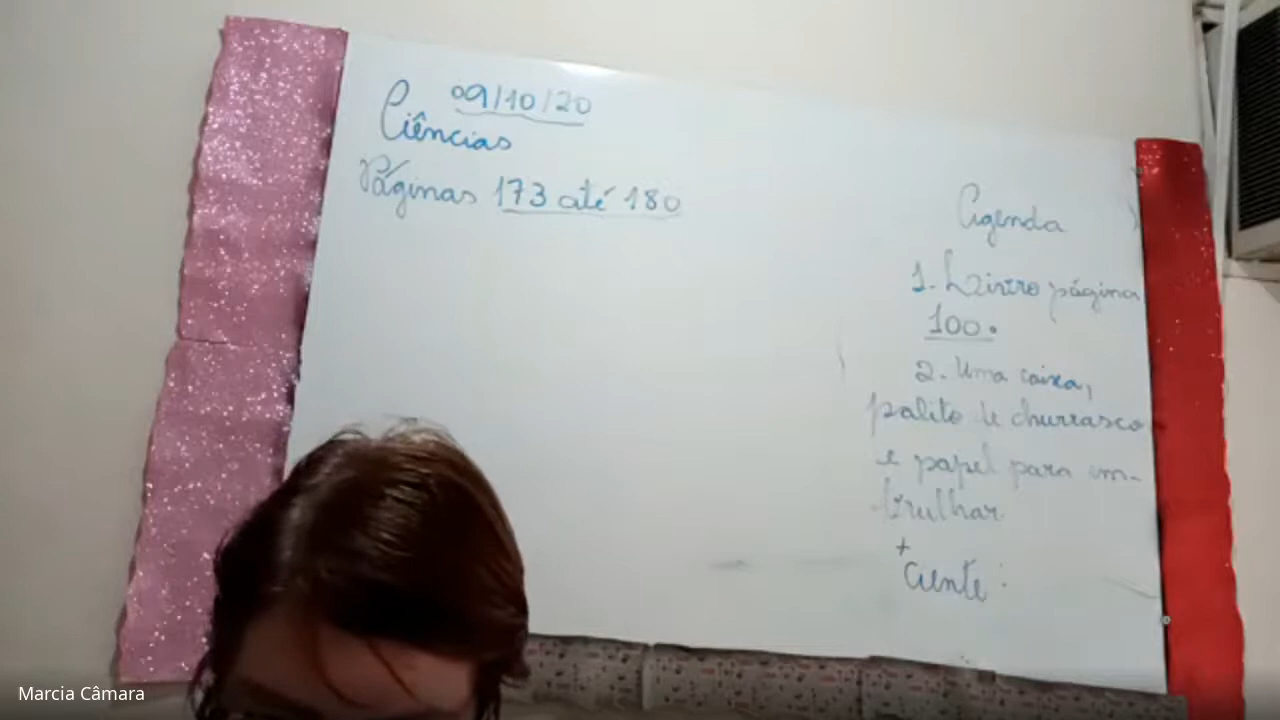 09/10/20
Ciências
Páginas 173 até 180
Agenda
1. Livro página
100.
2. Uma caixa,
palito de churrasco
e papel para em-
brulhar
+
Ciente:
Marcia Câmara